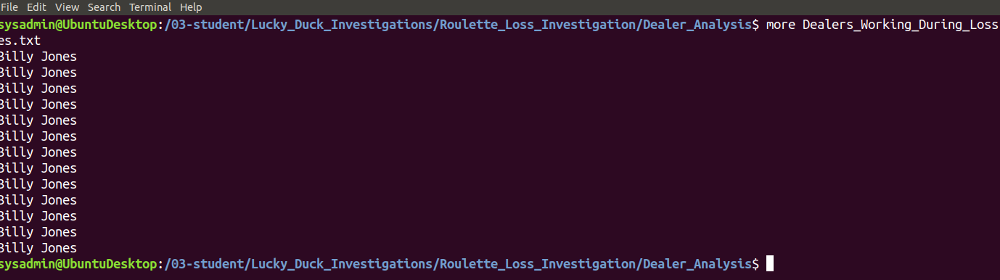 File Edit View Search Terminal Help
sysadmin@UbuntuDesktop:/03-student/Lucky_Duck_Investigations/Roulette_Loss_Investigation/Dealer_Analysis$ more Dealers_Working_During_Loss
es.txt
Billy Jones
Billy Jones
Billy Jones
Billy Jones
Billy Jones
Billy Jones
Billy Jones
Billy Jones
Billy Jones
Billy Jones
Billy Jones
Billy Jones
Billy Jones
sysadmin@UbuntuDesktop:/03-student/Lucky_Duck_Investigations/Roulette_Loss_Investigation/Dealer_Analysis$